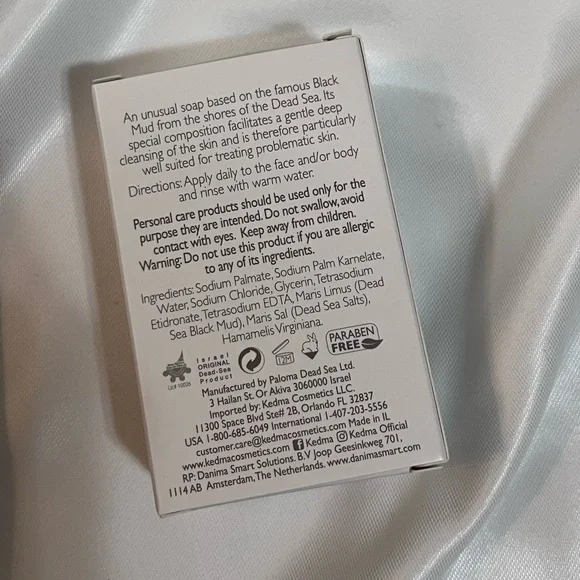 An unusual soap based on the famous Black
Mud from the shores of the Dead Sea. Its
special composition facilitates a gentle deep
cleansing of the skin and is therefore particularly
well suited for treating problematic skin.
Directions: Apply daily to the face and/or body
and rinse with warm water.
Personal care products should be used only for the
purpose they are intended. Do not swallow, avoid
contact with eyes. Keep away from children.
Warning: Do not use this product if you are allergic
to any of its ingredients.
Ingredients: Sodium Palmate, Sodium Palm Karnelate,
Water, Sodium Chloride, Glycerin, Tetrasodium
Etidronate, Tetrasodium EDTA, Maris Limus (Dead
Sea Black Mud), Maris Sal (Dead Sea Salts),
Hamamelis Virginiana.
Israel
ORIGINAL
Dead-Sea
Product
12M
PARABEN
FREE
Manufactured by Paloma Dead Sea Ltd.
3 Hailan St. Or Akiva 3060000 Israel
Imported by: Kedma Cosmetics LLC.
11300 Space Blvd Ste# 2B, Orlando FL 32837
USA 1-800-685-6049 International 1-407-203-5556
customer.care@kedmacosmetics.com Made in IL
www.kedmacosmetics.com Kedma Kedma Official
RP: Danima Smart Solutions. B.V Joop Geesinkweg 701,
1114 AB Amsterdam, The Netherlands. www.danimasmart.com